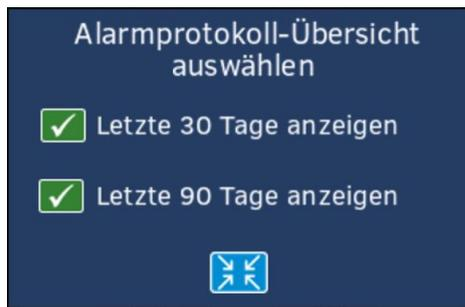 Alarmprotokoll-Übersicht
auswählen
Letzte 30 Tage anzeigen
Letzte 90 Tage anzeigen